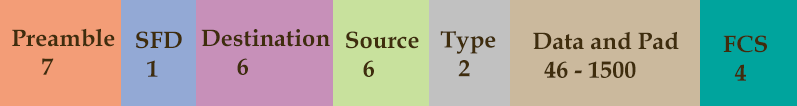 Preamble
7
SFD
1
Destination
6
Source
6
Type
2
Data and Pad
46 - 1500
FCS
4